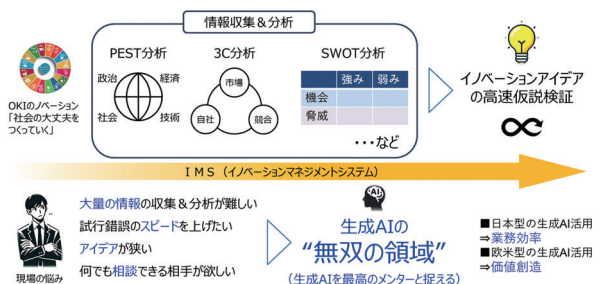 情報収集&分析
PEST分析
3C分析
SWOT分析
政治
経済
社会
技術
市場
自社
競合
強み
弱み
機会
脅威
・・・など
OKIのノベーション
「社会の大丈夫を
つくっていく」
イノベーションアイデア
の高速仮説検証
IMS（イノベーションマネジメントシステム）
大量の情報の収集&分析が難しい
試行錯誤のスピードを上げたい
アイデアが狭い
何でも相談できる相手が欲しい
現場の悩み
AI
生成AIの
“無双の領域”
(生成AIを最高のメンターと捉える)
■日本型の生成AI活用
⇒業務効率
■欧米型の生成AI活用
⇒価値創造